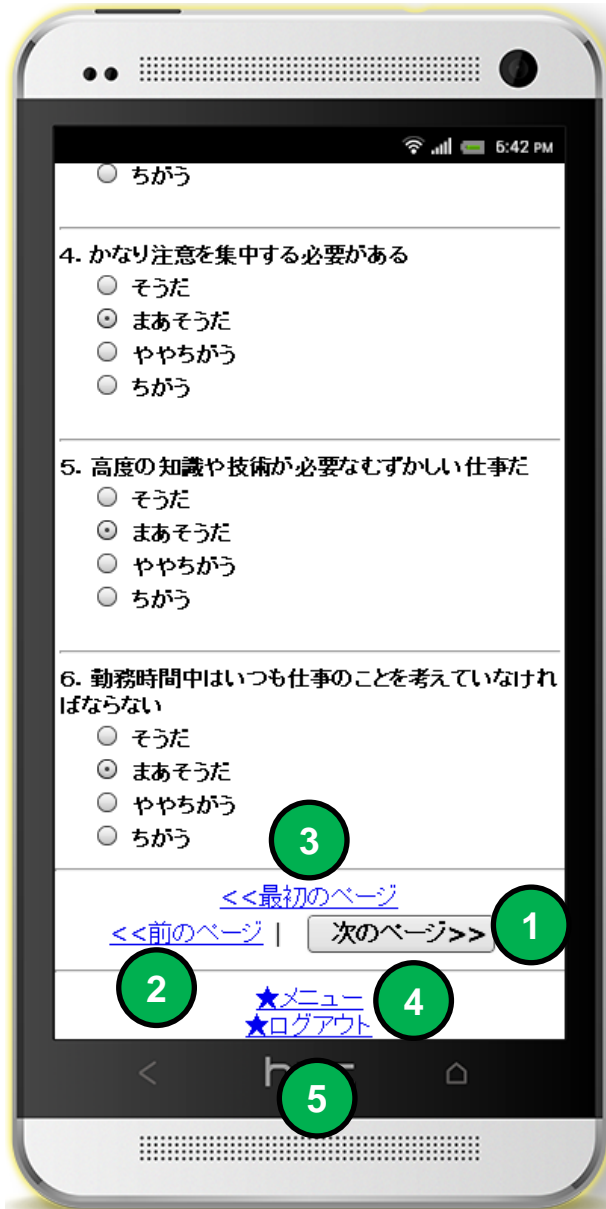 6:42 PM
ちがう
4. かなり注意を集中する必要がある
そうだ
まあそうだ
ややちがう
ちがう
5. 高度の知識や技術が必要なむずかしい仕事だ
そうだ
まあそうだ
ややちがう
ちがう
6. 勤務時間中はいつも仕事のことを考えていなけれ
ばならない
そうだ
まあそうだ
ややちがう
ちがう
3
<<最初のページ
<<前のページ | 次のページ>> 1
2
★メニュー 4
★ログアウト
5